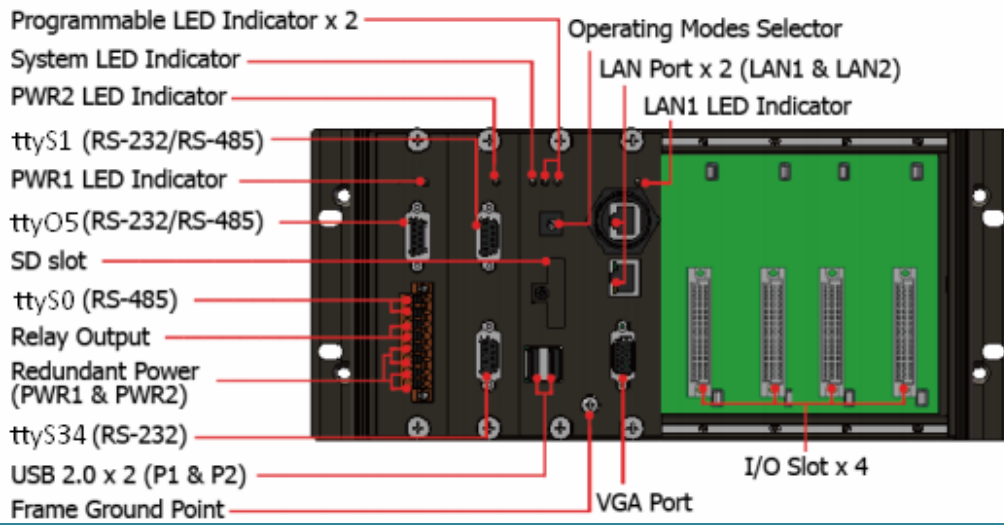 Programmable LED Indicator x 2
System LED Indicator
PWR2 LED Indicator
ttyS1 (RS-232/RS-485)
PWR1 LED Indicator
ttyO5 (RS-232/RS-485)
SD slot
ttyS0 (RS-485)
Relay Output
Redundant Power
(PWR1 & PWR2)
ttyS34 (RS-232)
USB 2.0 x 2 (P1 & P2)
Frame Ground Point
Operating Modes Selector
LAN Port x 2 (LAN1 & LAN2)
LAN1 LED Indicator
I/O Slot x 4
VGA Port